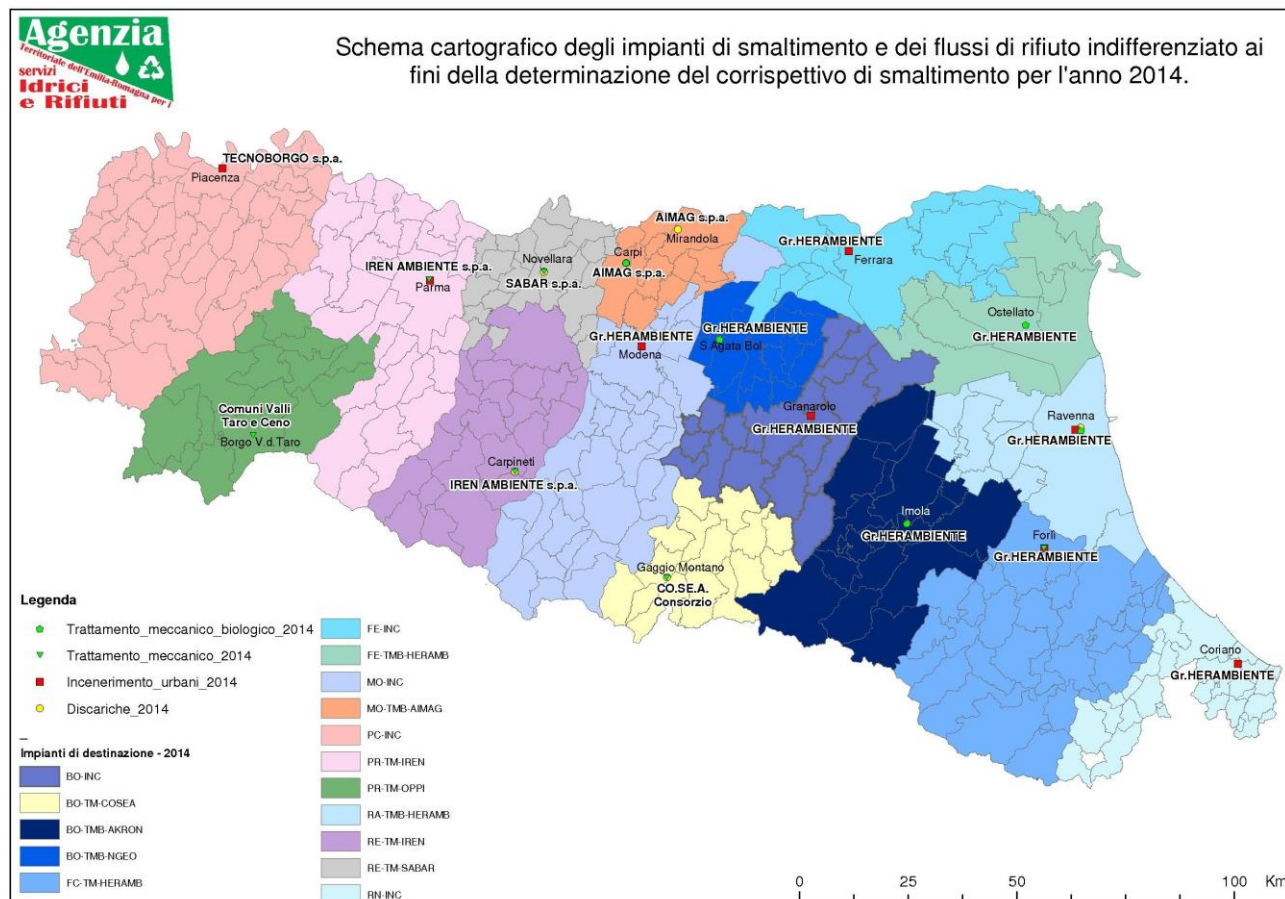 Agenzia
Territoriale dell'Emilia-Romagna per i
servizi
Idrici
e Rifiuti
Schema cartografico degli impianti di smaltimento e dei flussi di rifiuto indifferenziato ai
fini della determinazione del corrispettivo di smaltimento per l'anno 2014.
TECNOBORGO s.p.a.
Piacenza
AIMAG s.p.a.
Mirandola
Gr.HERAMBIENTE
Ferrara
IREN AMBIENTE s.p.a.
Parma
Novellara
SABAR s.p.a.
Carpi
AIMAG s.p.a.
Ostellato
Gr.HERAMBIENTE
Gr.HERAMBIENTE
Modena
Gr.HERAMBIENTE
S.Agata Bol.
Comuni Valli
Taro e Ceno
Borgo V.d.Taro
Granarolo
Gr.HERAMBIENTE
Ravenna
Gr.HERAMBIENTE
Carpineti
IREN AMBIENTE s.p.a.
Imola
Gr.HERAMBIENTE
Forlì
Gr.HERAMBIENTE
Gaggio Montano
CO.SE.A.
Consorzio
Coriano
Gr.HERAMBIENTE
Legenda
Trattamento_meccanico_biologico_2014
Trattamento_meccanico_2014
Incenerimento_urbani_2014
Discariche_2014
Impianti di destinazione - 2014
BO-INC
BO-TM-COSEA
BO-TMB-AKRON
BO-TMB-NGEO
FC-TM-HERAMB
FE-INC
FE-TMB-HERAMB
MO-INC
MO-TMB-AIMAG
PC-INC
PR-TM-IREN
PR-TM-OPPI
RA-TMB-HERAMB
RE-TM-IREN
RE-TM-SABAR
RN-INC
0 25 50 100 Km